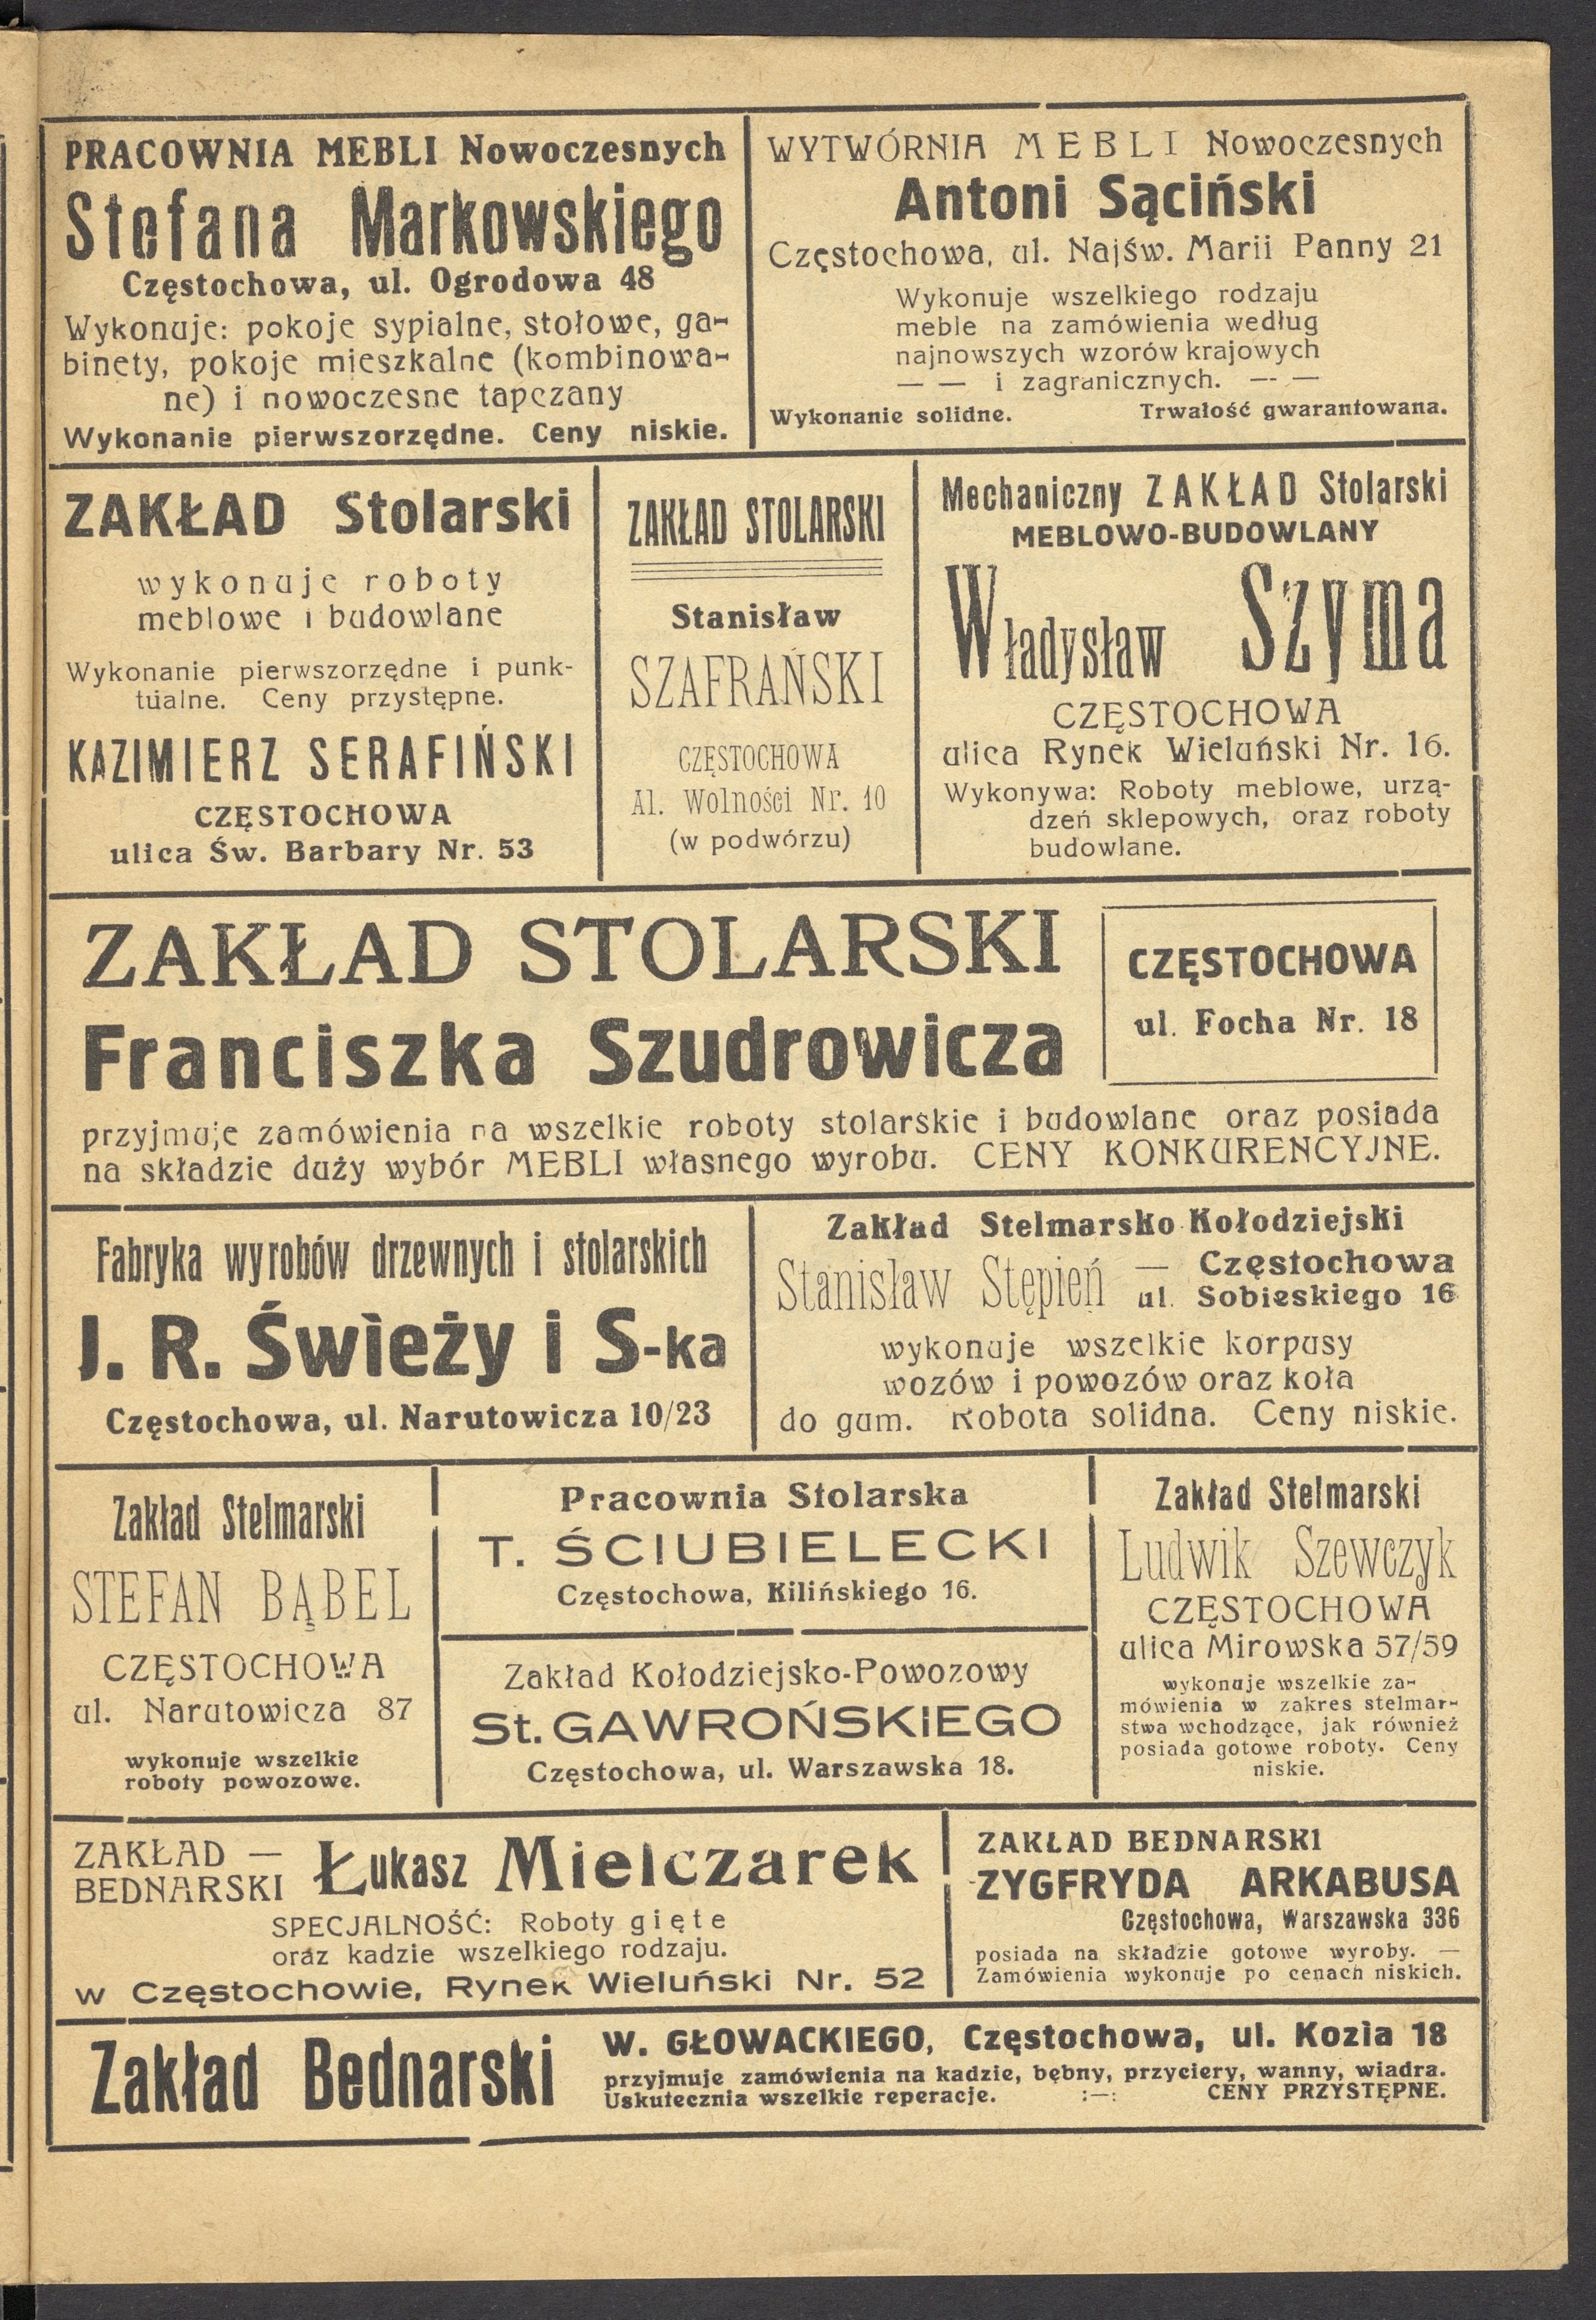 PRACOWNIA MEBLI Nowoczesnych
Stefana Markowskiego
Częstochowa, ul. Ogrodowa 48
Wykonuje: pokoje sypialne, stołowe, ga-
binety, pokoje mieszkalne (kombinowa-
ne) i nowoczesne tapczany
Wykonanie pierwszorzędne. Ceny niskie.
WYTWÓRNIA MEBLI Nowoczesnych
Antoni Sąciński
Częstochowa, ul. Najśw. Marii Panny 21
Wykonuje wszelkiego rodzaju
meble na zamówienia według
najnowszych wzorów krajowych
— — i zagranicznych. — —
Wykonanie solidne. Trwałość gwarantowana.
ZAKŁAD Stolarski
wykonuje roboty
meblowe i budowlane
Wykonanie pierwszorzędne i punk-
tualne. Ceny przystępne.
KAZIMIERZ SERAFIŃSKI
CZĘSTOCHOWA
ulica Św. Barbary Nr. 53
ZAKŁAD STOLARSKI
Stanisław
SZAFRAŃSKI
CZĘSTOCHOWA
Al. Wolności Nr. 10
(w podwórzu)
Mechaniczny ZAKŁAD Stolarski
MEBLOWO-BUDOWLANY
Władysław Szyma
CZĘSTOCHOWA
ulica Rynek Wieluński Nr. 16.
Wykonywa: Roboty meblowe, urzą-
dzeń sklepowych, oraz roboty
budowlane.
ZAKŁAD STOLARSKI
Franciszka Szudrowicza
CZĘSTOCHOWA
ul. Focha Nr. 18
przyjmuje zamówienia na wszelkie roboty stolarskie i budowlane oraz posiada
na składzie duży wybór MEBLI własnego wyrobu. CENY KONKURENCYJNE.
Fabryka wyrobów drzewnych i stolarskich
J. R. Świeży i S-ka
Częstochowa, ul. Narutowicza 10/23
Zakład Stelmarsko-Kołodziejski
Stanisław Stępień — Częstochowa
ul. Sobieskiego 16
wykonuje wszelkie korpusy
wozów i powozów oraz koła
do gum. Robota solidna. Ceny niskie.
Zakład Stelmarski
STEFAN BĄBEL
CZĘSTOCHOWA
ul. Narutowicza 87
wykonuje wszelkie
roboty powozowe.
Pracownia Stolarska
T. ŚCIUBIELECKI
Częstochowa, Kilińskiego 16.
Zakład Kołodziejsko-Powozowy
St. GAWROŃSKIEGO
Częstochowa, ul. Warszawska 18.
Zakład Stelmarski
Ludwik Szewczyk
CZĘSTOCHOWA
ulica Mirowska 57/59
wykonuje wszelkie za-
mówienia w zakres stelmar-
stwa wchodzące, jak również
posiada gotowe roboty. Ceny
niskie.
ZAKŁAD —
BEDNARSKI
Łukasz Mielczarek
SPECJALNOŚĆ: Roboty gięte
oraz kadzie wszelkiego rodzaju.
w Częstochowie, Rynek Wieluński Nr. 52
ZAKŁAD BEDNARSKI
ZYGFRYDA ARKABUSA
Częstochowa, Warszawska 336
posiada na składzie gotowe wyroby. —
Zamówienia wykonuje po cenach niskich.
Zakład Bednarski
W. GŁOWACKIEGO, Częstochowa, ul. Kozia 18
przyjmuje zamówienia na kadzie, bębny, przyciery, wanny, wiadra.
Uskutecznia wszelkie reperacje. :—: CENY PRZYSTĘPNE.